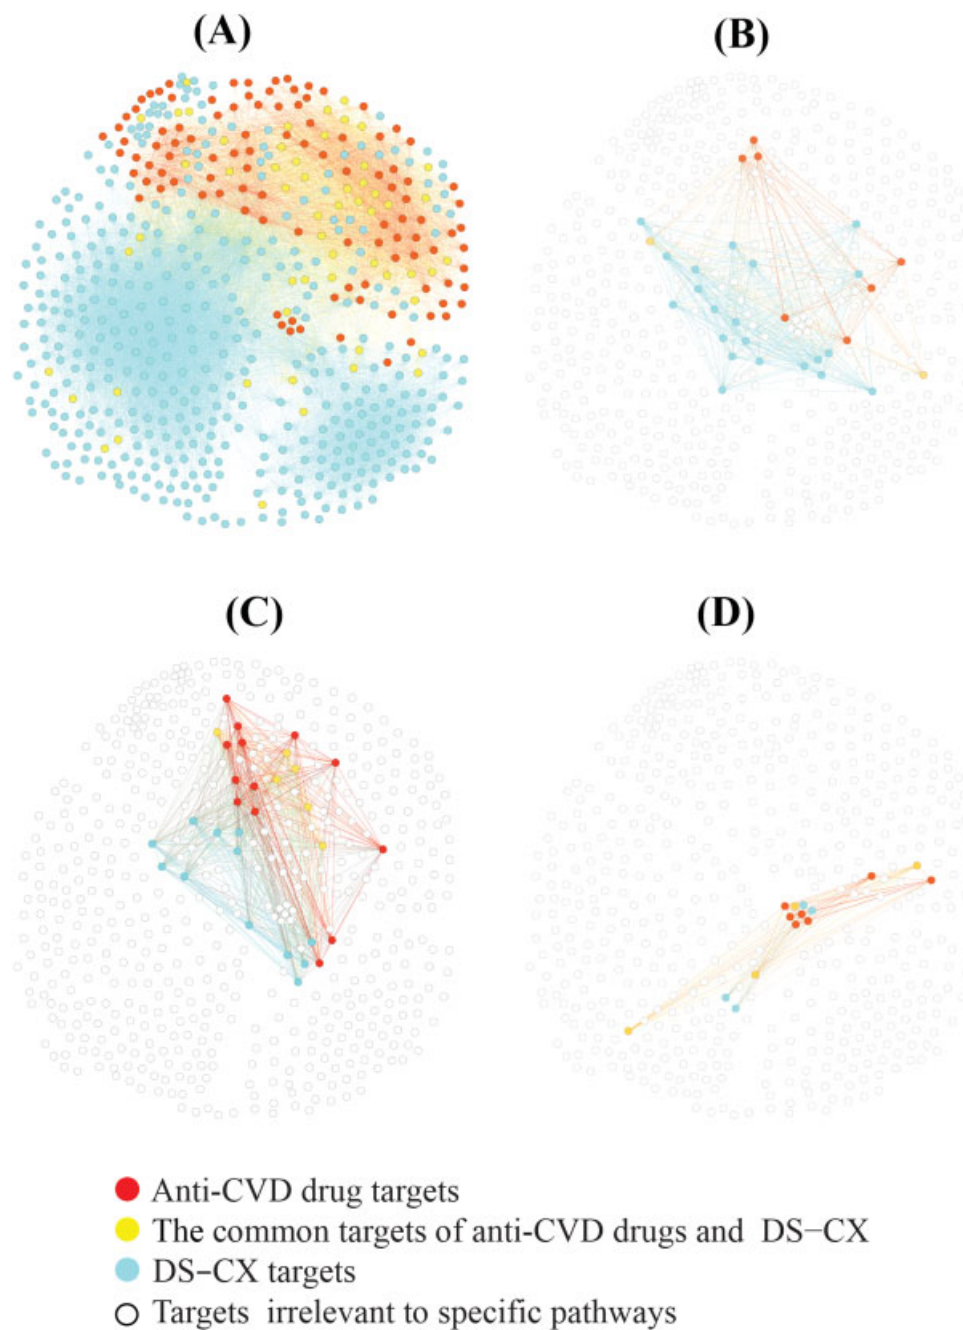 (A)
(B)
(C)
(D)
Anti-CVD drug targets
The common targets of anti-CVD drugs and DS−CX
DS−CX targets
Targets irrelevant to specific pathways